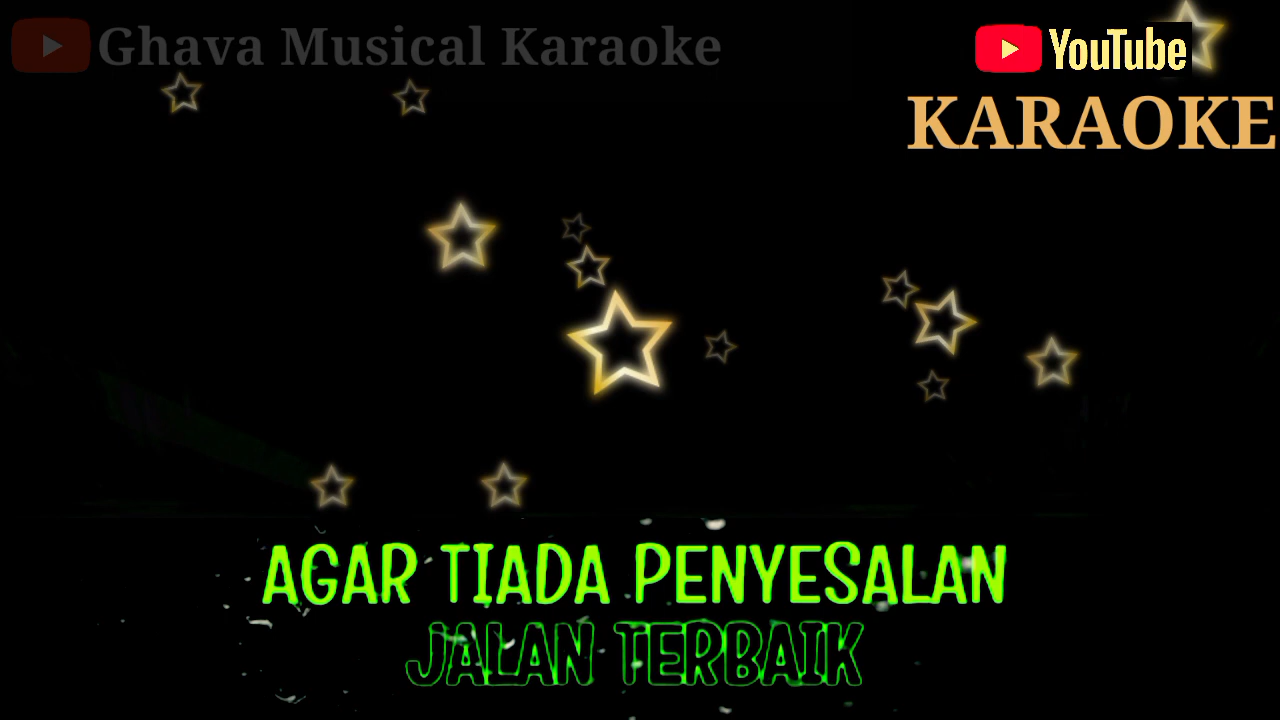 Ghava Musical Karaoke
YouTube
KARAOKE
AGAR TIADA PENYESALAN
JALAN TERBAIK